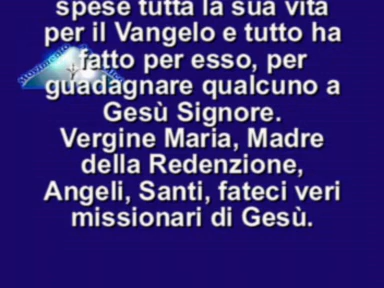 spese tutta la sua vita
per il Vangelo e tutto ha
fatto per esso, per
guadagnare qualcuno a
Gesù Signore.
Vergine Maria, Madre
della Redenzione,
Angeli, Santi, fateci veri
missionari di Gesù.